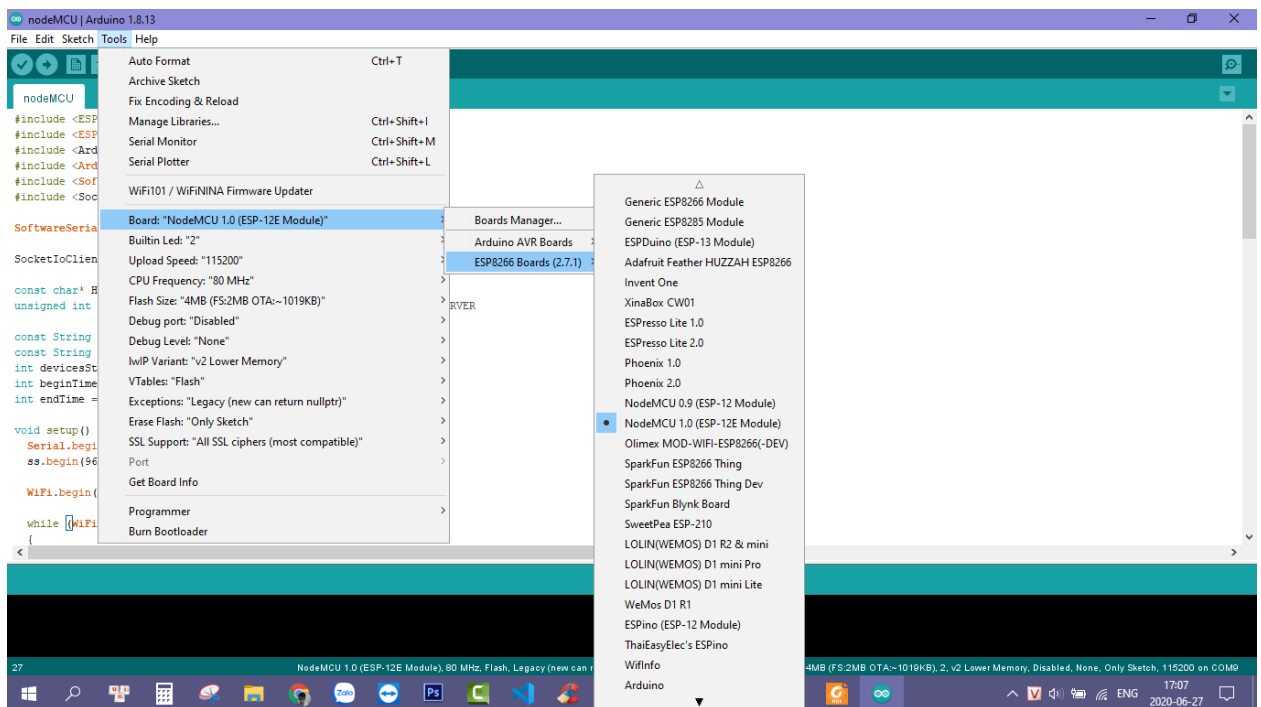 nodeMCU | Arduino 1.8.13
File Edit Sketch Tools Help
nodeMCU
#include <ESP
#include <ESP
#include <Ard
#include <Ard
#include <Sof
#include <Soc
SoftwareSeria
SocketIoClien
const char* H
unsigned int
RVER
const String
const String
int devicesSt
int beginTime
int endTime =
void setup()
Serial.begi
ss.begin(96
WiFi.begin(
while (WiFi
{
Auto Format Ctrl+T
Archive Sketch
Fix Encoding & Reload
Manage Libraries... Ctrl+Shift+I
Serial Monitor Ctrl+Shift+M
Serial Plotter Ctrl+Shift+L
WiFi101 / WiFiNINA Firmware Updater
Board: "NodeMCU 1.0 (ESP-12E Module)"
Builtin Led: "2"
Upload Speed: "115200"
CPU Frequency: "80 MHz"
Flash Size: "4MB (FS:2MB OTA:~1019KB)"
Debug port: "Disabled"
Debug Level: "None"
lwIP Variant: "v2 Lower Memory"
VTables: "Flash"
Exceptions: "Legacy (new can return nullptr)"
Erase Flash: "Only Sketch"
SSL Support: "All SSL ciphers (most compatible)"
Port
Get Board Info
Programmer
Burn Bootloader
Boards Manager...
Arduino AVR Boards
ESP8266 Boards (2.7.1)
Generic ESP8266 Module
Generic ESP8285 Module
ESPDuino (ESP-13 Module)
Adafruit Feather HUZZAH ESP8266
Invent One
XinaBox CW01
ESPresso Lite 1.0
ESPresso Lite 2.0
Phoenix 1.0
Phoenix 2.0
NodeMCU 0.9 (ESP-12 Module)
NodeMCU 1.0 (ESP-12E Module)
Olimex MOD-WIFI-ESP8266(-DEV)
SparkFun ESP8266 Thing
SparkFun ESP8266 Thing Dev
SparkFun Blynk Board
SweetPea ESP-210
LOLIN(WEMOS) D1 R2 & mini
LOLIN(WEMOS) D1 mini Pro
LOLIN(WEMOS) D1 mini Lite
WeMos D1 R1
ESPino (ESP-12 Module)
ThaiEasyElec's ESPino
WifInfo
Arduino
27 NodeMCU 1.0 (ESP-12E Module), 80 MHz, Flash, Legacy (new can r 4MB (FS:2MB OTA:~1019KB), 2, v2 Lower Memory, Disabled, None, Only Sketch, 115200 on COM9
Zalo
Ps
ENG
17:07
2020-06-27